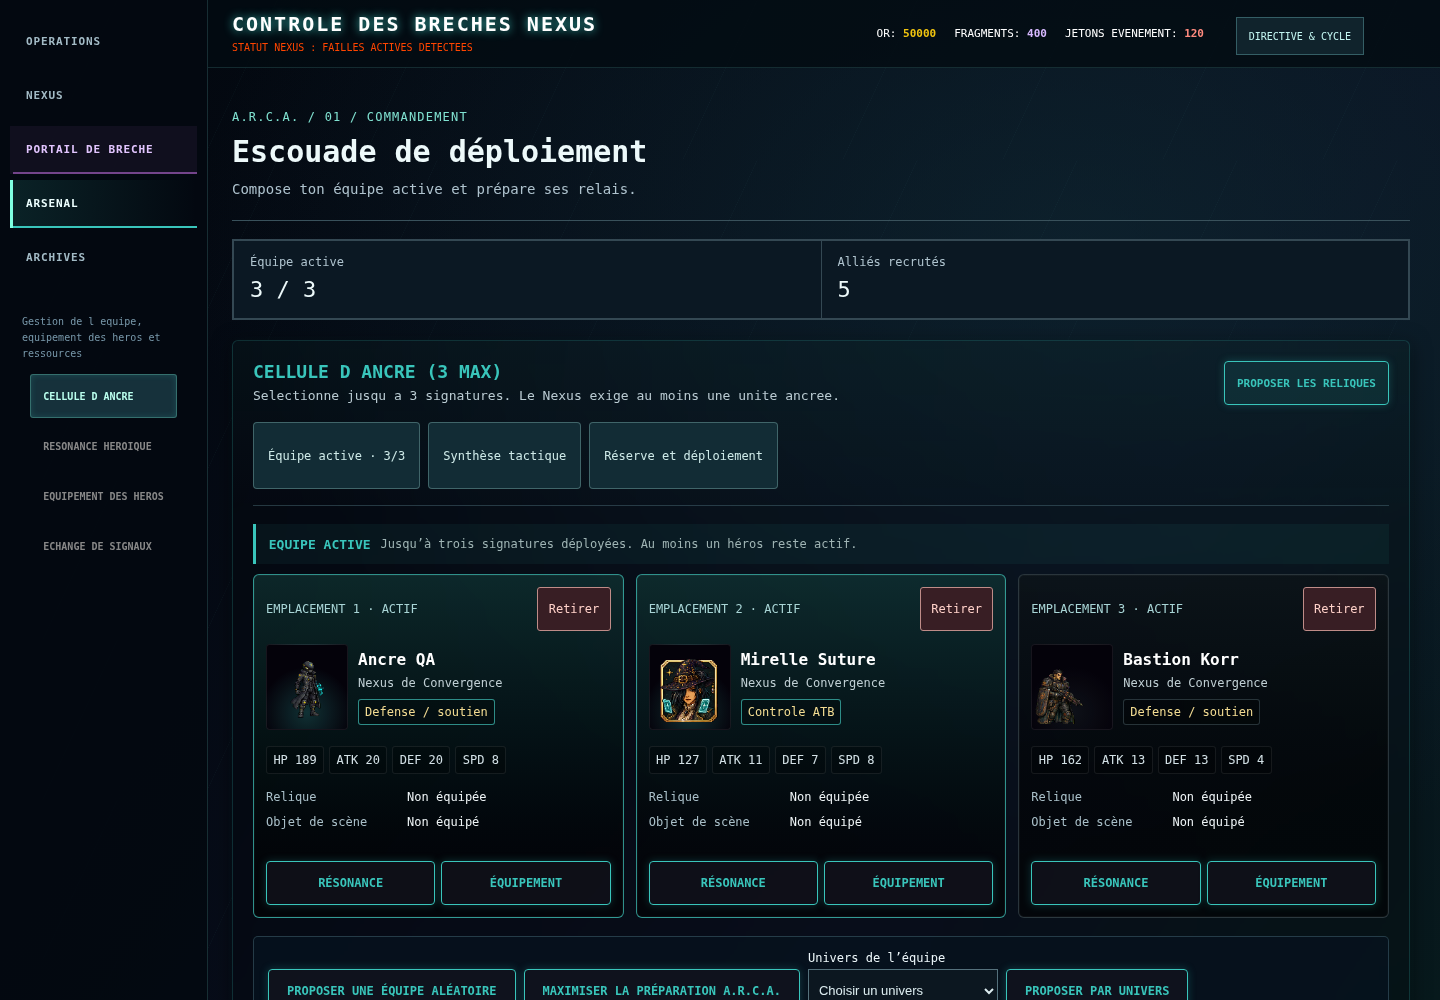 OPERATIONS
NEXUS
PORTAIL DE BRECHE
ARSENAL
ARCHIVES
Gestion de l equipe,
equipement des heros et
ressources
CELLULE D ANCRE
RESONANCE HEROIQUE
EQUIPEMENT DES HEROS
ECHANGE DE SIGNAUX
CONTROLE DES BRECHES NEXUS
STATUT NEXUS : FAILLES ACTIVES DETECTEES
OR: 50000 FRAGMENTS: 400 JETONS EVENEMENT: 120
DIRECTIVE & CYCLE
A.R.C.A. / 01 / COMMANDEMENT
Escouade de déploiement
Compose ton équipe active et prépare ses relais.
Équipe active
3 / 3
Alliés recrutés
5
CELLULE D ANCRE (3 MAX)
Selectionne jusqu a 3 signatures. Le Nexus exige au moins une unite ancree.
PROPOSER LES RELIQUES
Équipe active · 3/3
Synthèse tactique
Réserve et déploiement
EQUIPE ACTIVE Jusqu’à trois signatures déployées. Au moins un héros reste actif.
EMPLACEMENT 1 · ACTIF
Retirer
Ancre QA
Nexus de Convergence
Defense / soutien
HP 189 ATK 20 DEF 20 SPD 8
Relique Non équipée
Objet de scène Non équipé
RÉSONANCE
ÉQUIPEMENT
EMPLACEMENT 2 · ACTIF
Retirer
Mirelle Suture
Nexus de Convergence
Controle ATB
HP 127 ATK 11 DEF 7 SPD 8
Relique Non équipée
Objet de scène Non équipé
RÉSONANCE
ÉQUIPEMENT
EMPLACEMENT 3 · ACTIF
Retirer
Bastion Korr
Nexus de Convergence
Defense / soutien
HP 162 ATK 13 DEF 13 SPD 4
Relique Non équipée
Objet de scène Non équipé
RÉSONANCE
ÉQUIPEMENT
PROPOSER UNE ÉQUIPE ALÉATOIRE
MAXIMISER LA PRÉPARATION A.R.C.A.
Univers de l’équipe
Choisir un univers
PROPOSER PAR UNIVERS